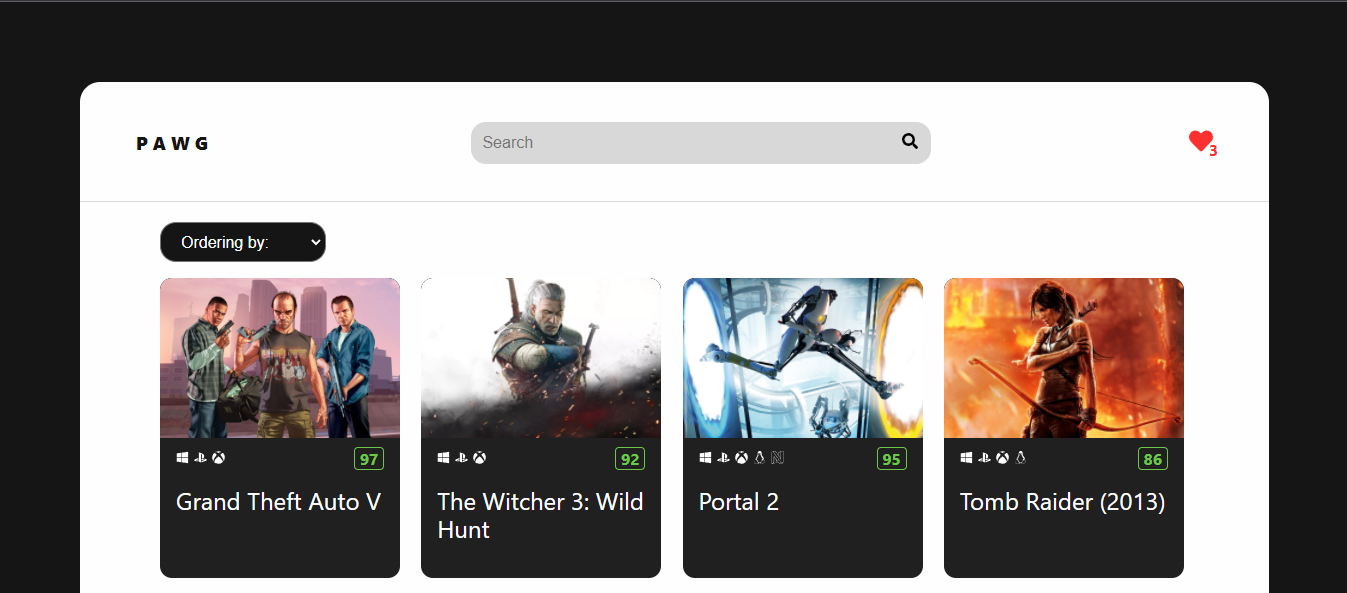 PAWG
Search
3
Ordering by:
97
92
95
86
Grand Theft Auto V
The Witcher 3: Wild
Hunt
Portal 2
Tomb Raider (2013)